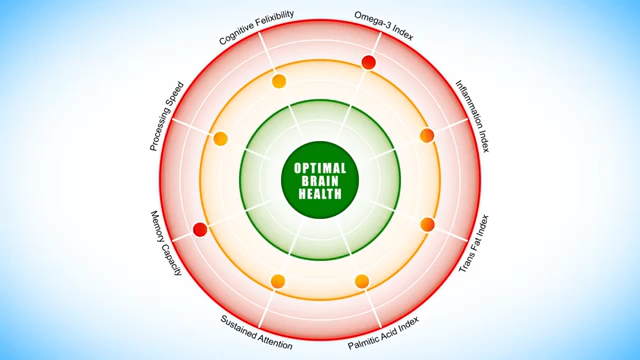 Cognitive Felixibility
Omega-3 Index
Processing Speed
Inflammation Index
OPTIMAL
BRAIN
HEALTH
Memory Capacity
Trans Fat Index
Sustained Attention
Palmitic Acid Index